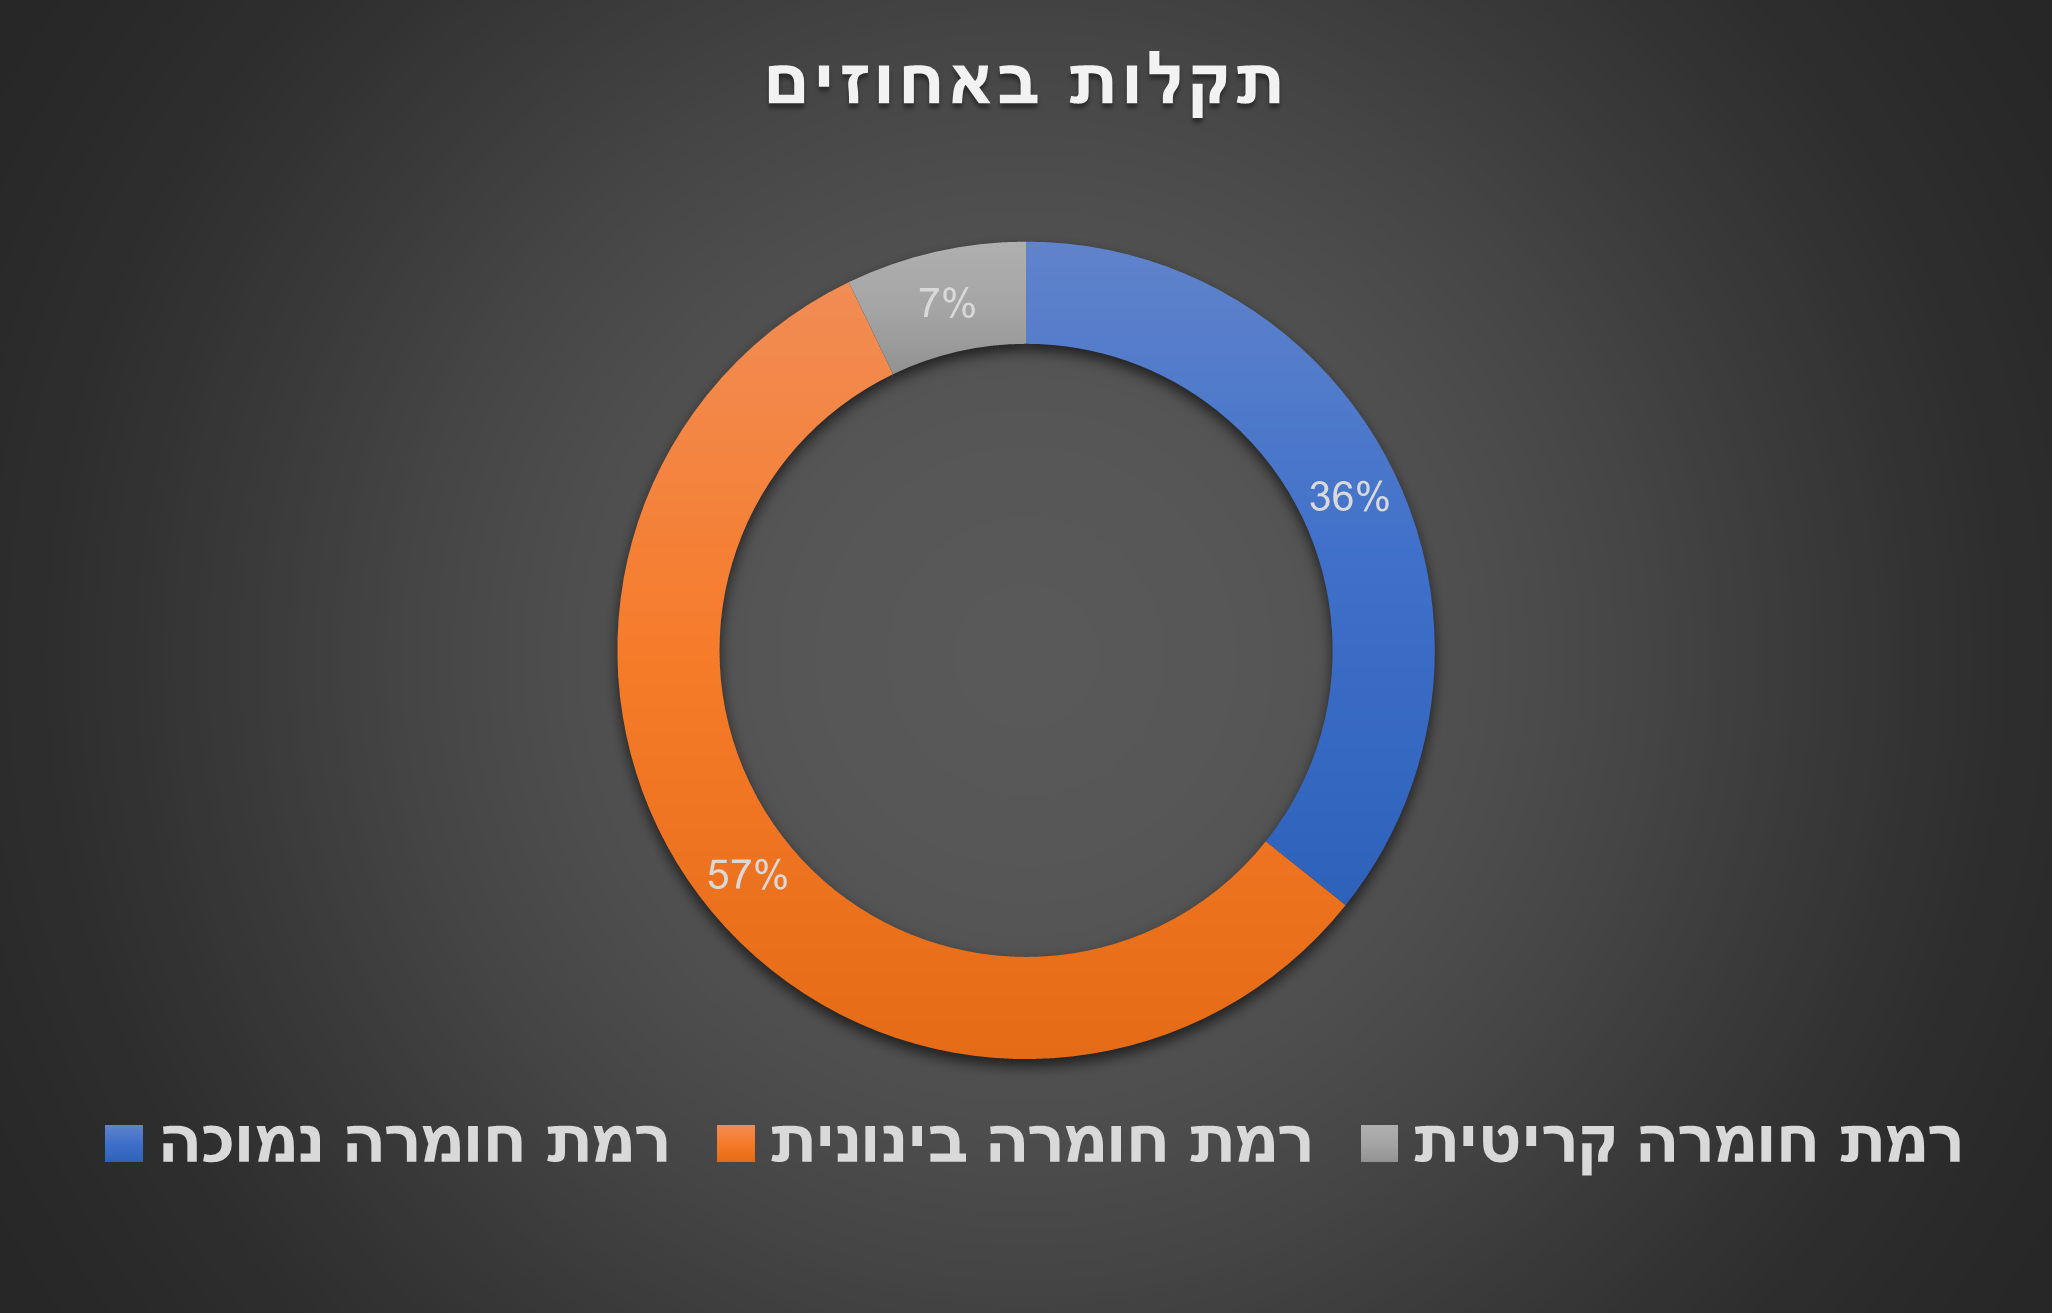 תקלות באחוזים
7%
36%
57%
רמת חומרה נמוכה
רמת חומרה בינונית
רמת חומרה קריטית